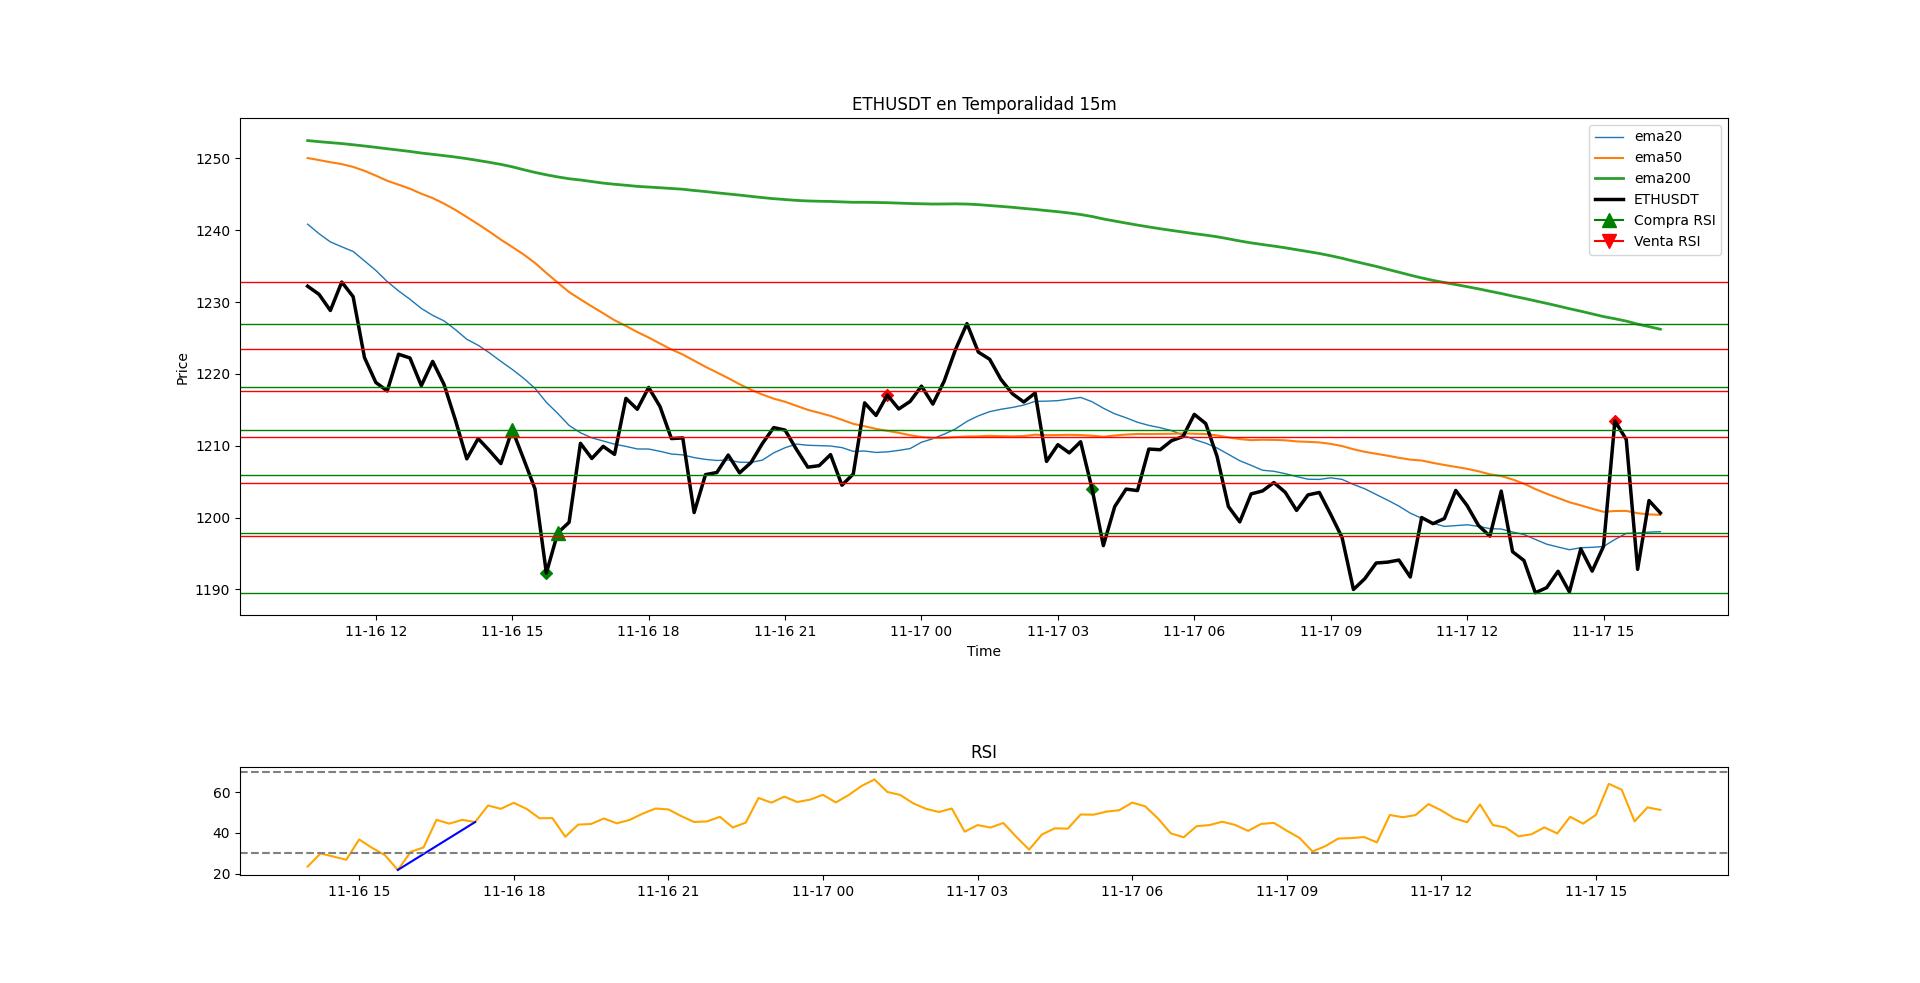 ETHUSDT en Temporalidad 15m
ema20
ema50
ema200
ETHUSDT
Compra RSI
Venta RSI
Price
1250
1240
1230
1220
1210
1200
1190
11-16 12
11-16 15
11-16 18
11-16 21
11-17 00
11-17 03
11-17 06
11-17 09
11-17 12
11-17 15
Time
RSI
60
40
20
11-16 15
11-16 18
11-16 21
11-17 00
11-17 03
11-17 06
11-17 09
11-17 12
11-17 15